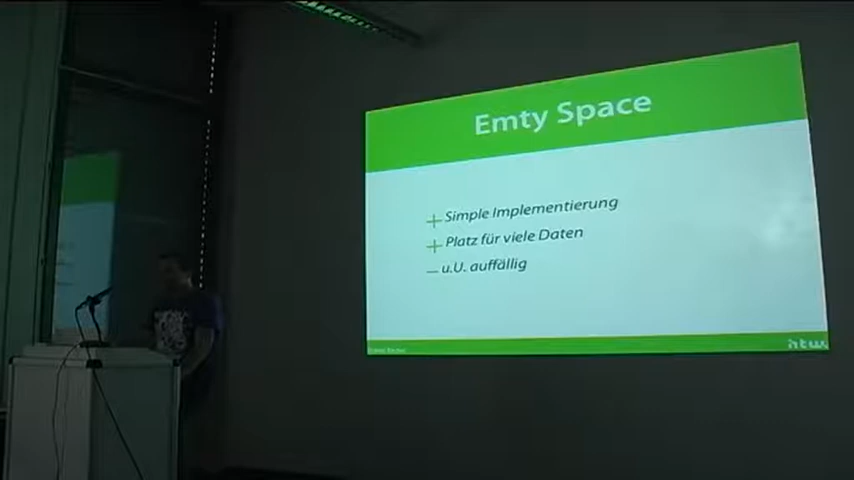 Emty Space
+ Simple Implementierung
+ Platz für viele Daten
– u.U. auffällig
htw